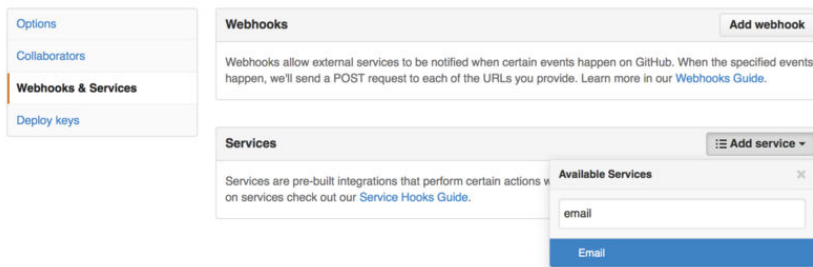 Options
Collaborators
Webhooks & Services
Deploy keys
Webhooks
Add webhook
Webhooks allow external services to be notified when certain events happen on GitHub. When the specified events
happen, we'll send a POST request to each of the URLs you provide. Learn more in our Webhooks Guide.
Services
Add service
Services are pre-built integrations that perform certain actions
on services check out our Service Hooks Guide.
Available Services
email
Email